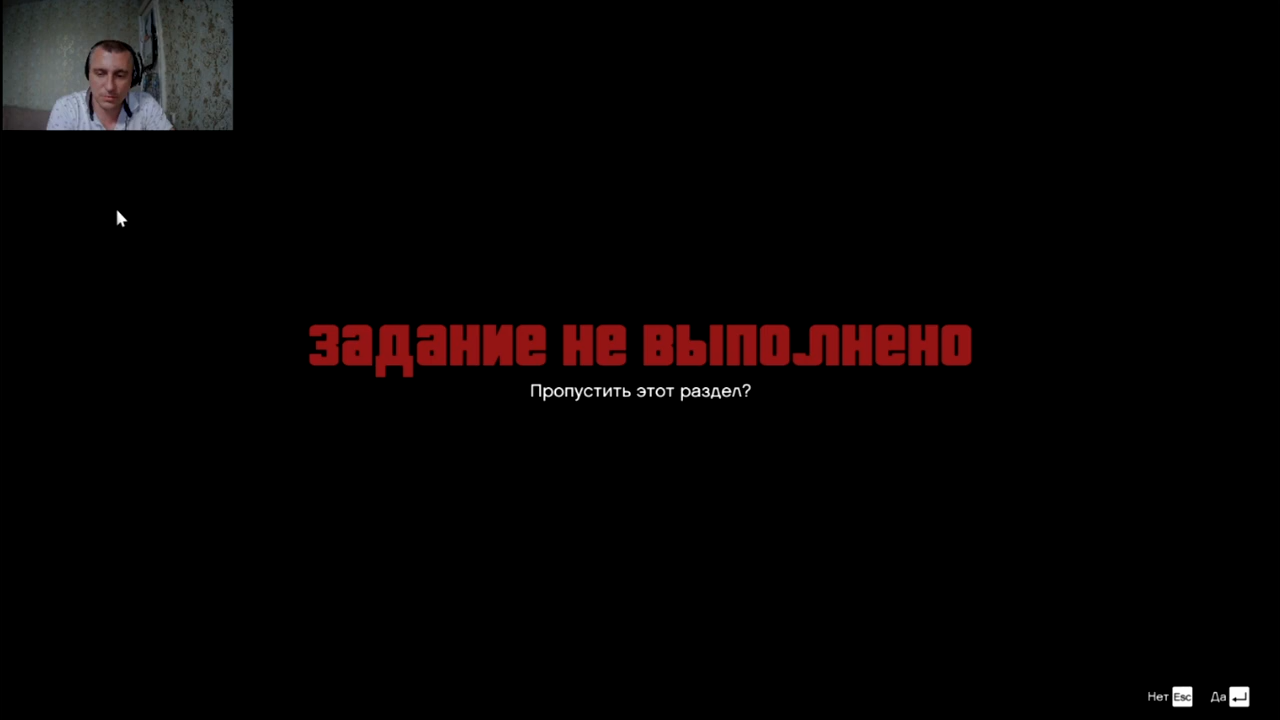 задание не выполнено
Пропустить этот раздел?
Нет Esc Да